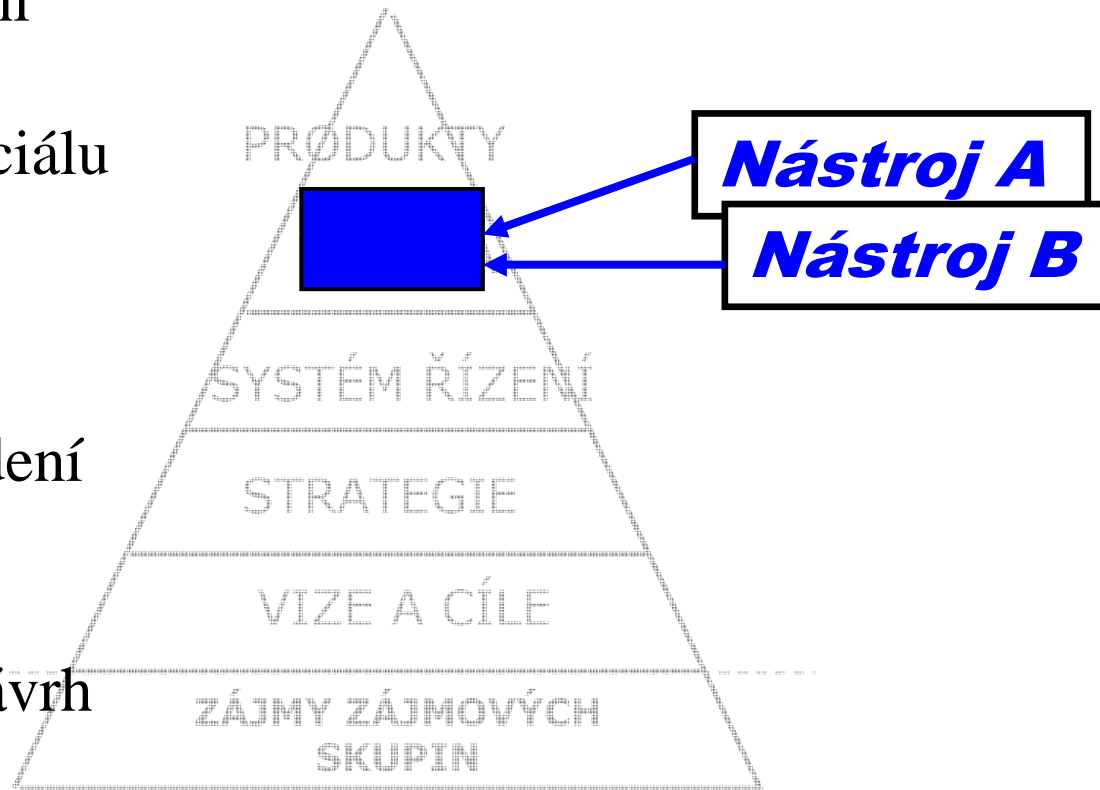 PRODUKTY
Nástroj A
Nástroj B
SYSTÉM ŘÍZENÍ
STRATEGIE
VIZE A CÍLE
ZÁJMY ZÁJMOVÝCH
SKUPIN